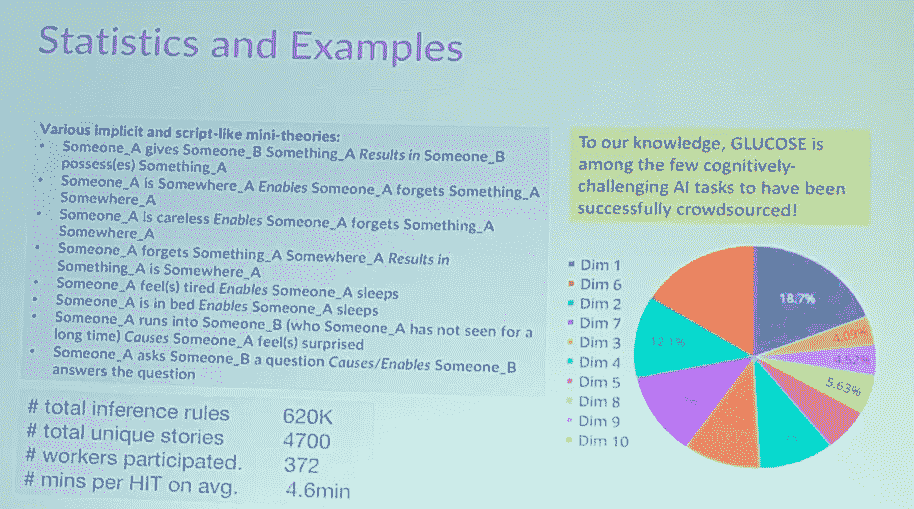 Statistics and Examples
Various implicit and script-like mini-theories:
• Someone_A gives Someone_B Something_A Results in Someone_B
possess(es) Something_A
• Someone_A is Somewhere_A Enables Someone_A forgets Something_A
Somewhere_A
• Someone_A is careless Enables Someone_A forgets Something_A
Somewhere_A
• Someone_A forgets Something_A Somewhere_A Results in
Something_A is Somewhere_A
• Someone_A feel(s) tired Enables Someone_A sleeps
• Someone_A is in bed Enables Someone_A sleeps
• Someone_A runs into Someone_B (who Someone_A has not seen for a
long time) Causes Someone_A feel(s) surprised
• Someone_A asks Someone_B a question Causes/Enables Someone_B
answers the question
# total inference rules 620K
# total unique stories 4700
# workers participated. 372
# mins per HIT on avg. 4.6min
To our knowledge, GLUCOSE is
among the few cognitively-
challenging AI tasks to have been
successfully crowdsourced!
Dim 1
Dim 6
Dim 2
Dim 7
Dim 3
Dim 4
Dim 5
Dim 8
Dim 9
Dim 10
18.7%
5.63%
12.1%